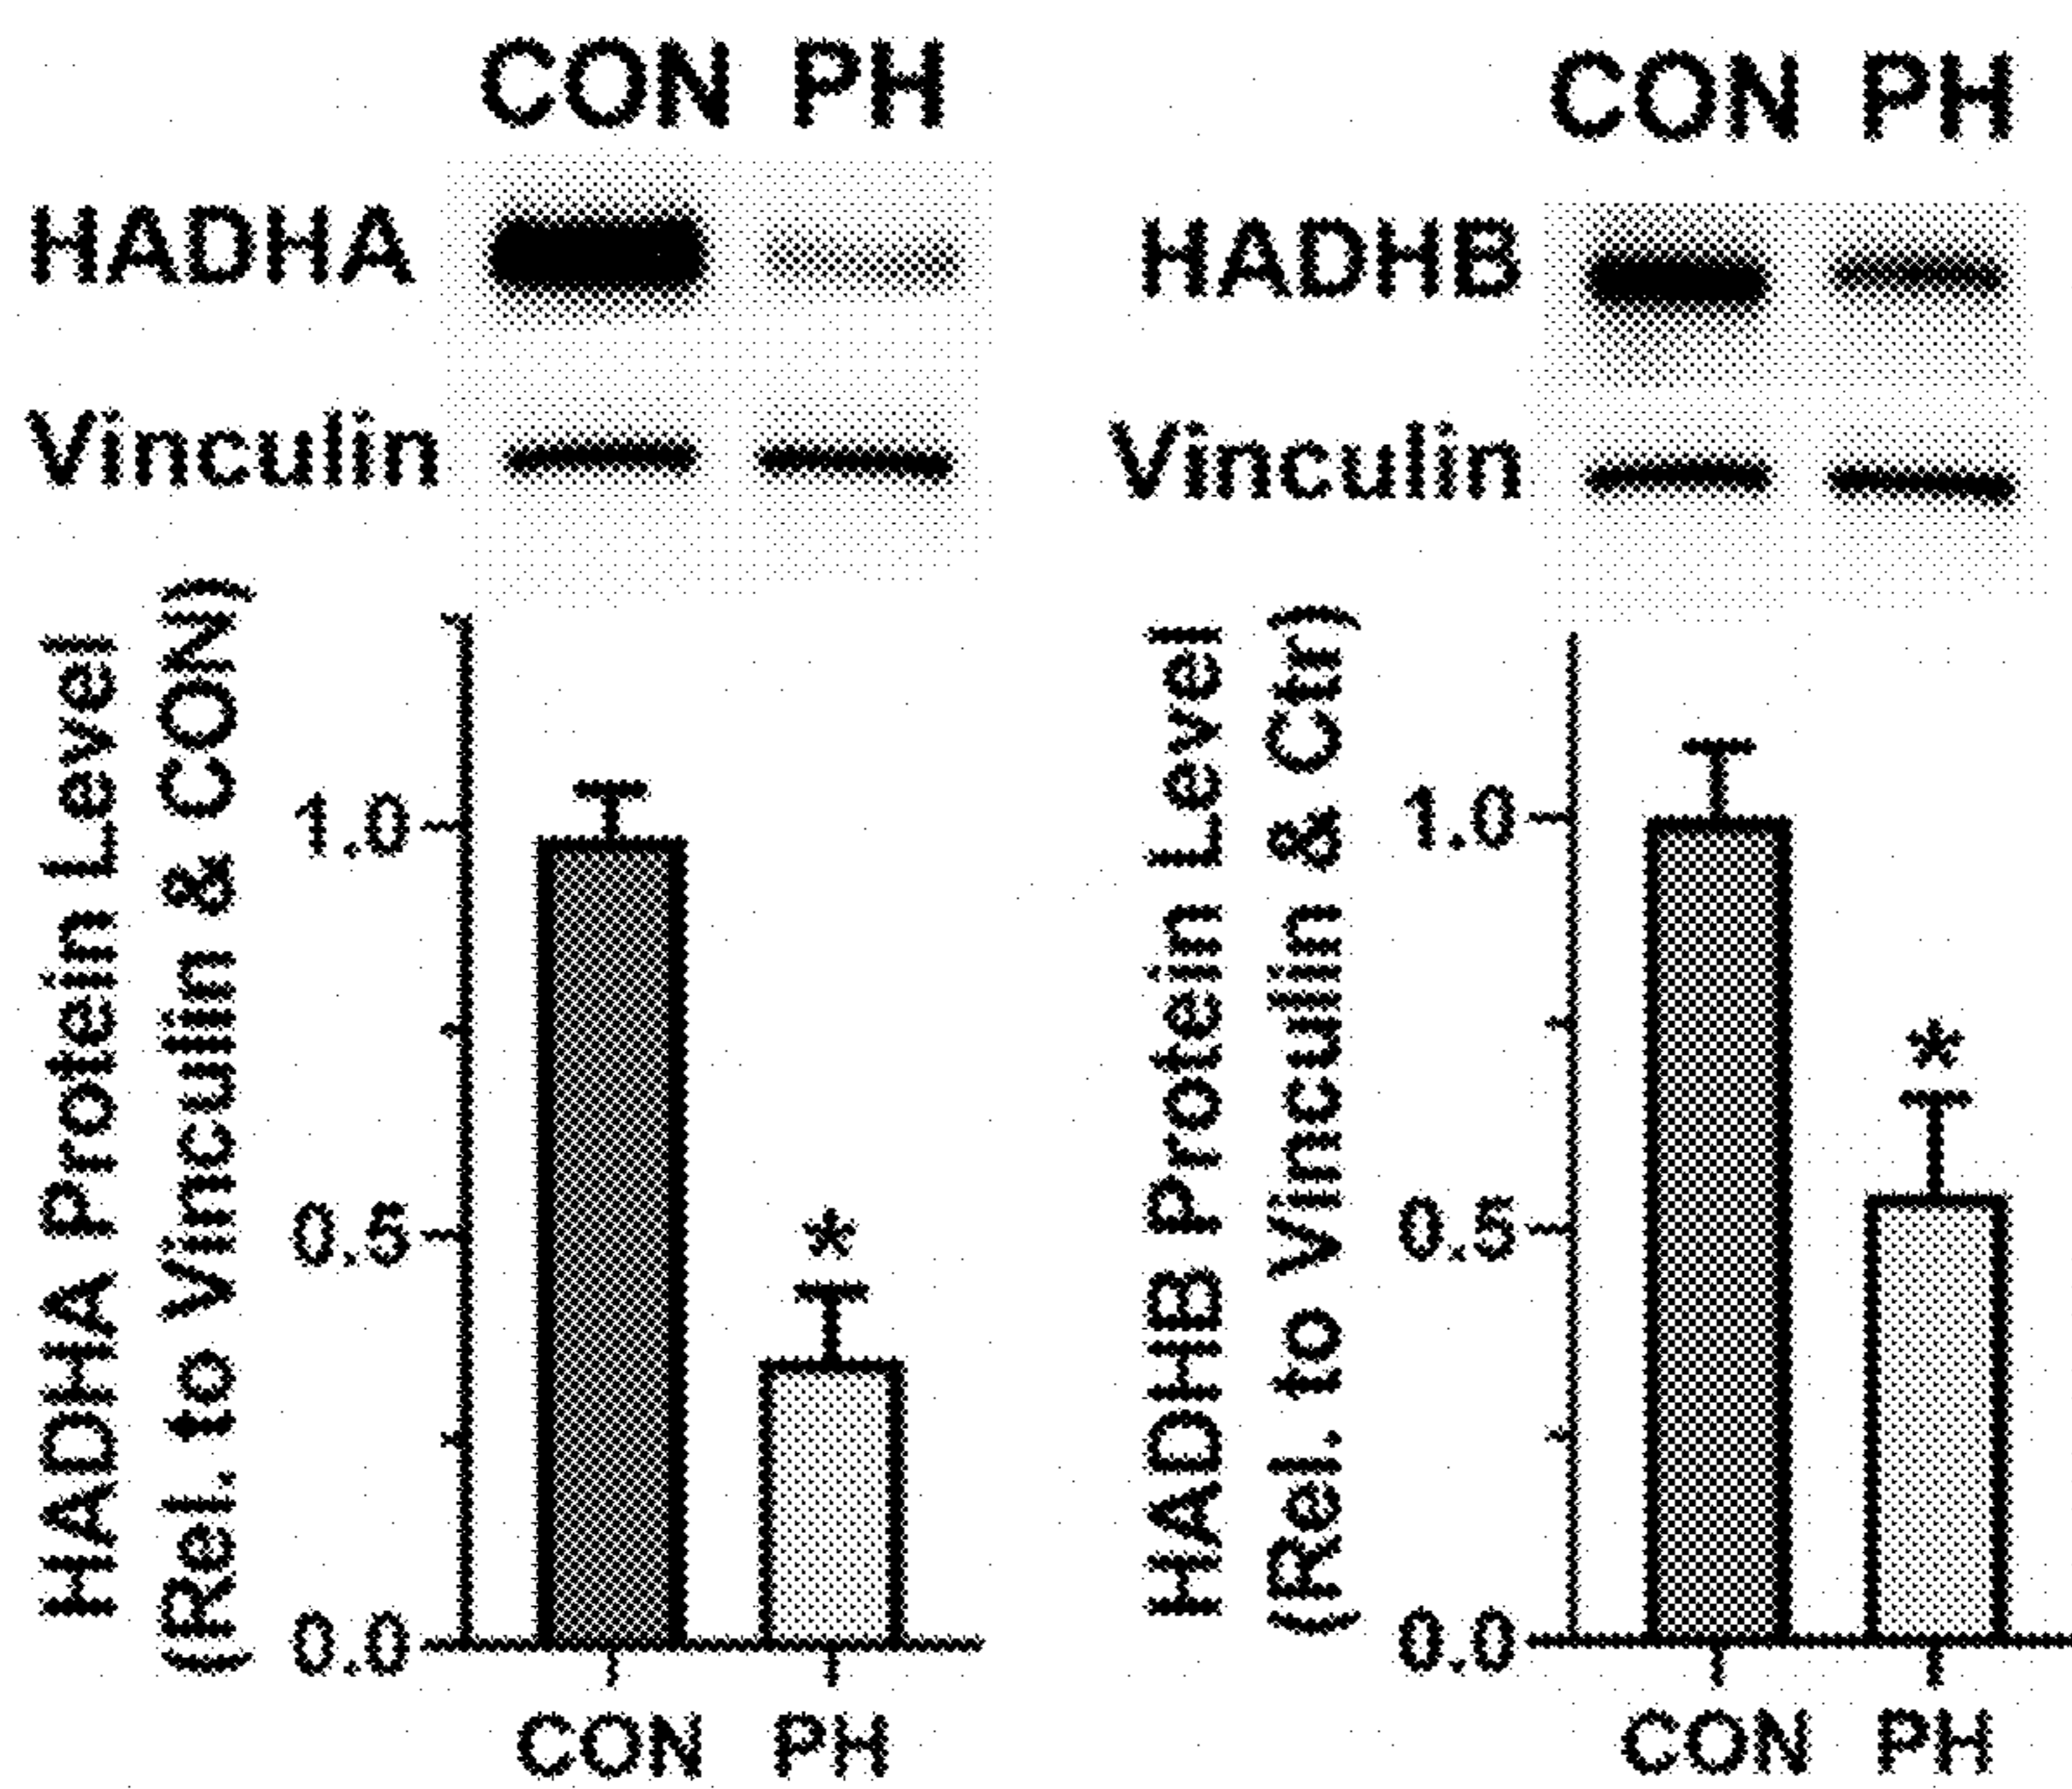 CON PH
HADHA
Vinculin
HADHA Protein Level
(Rel. to Vinculin & CON)
1.0
0.5
*
0.0
CON PH
CON PH
HADHB
Vinculin
HADHB Protein Level
(Rel. to Vinculin & Ctr)
1.0
*
0.5
0.0
CON PH